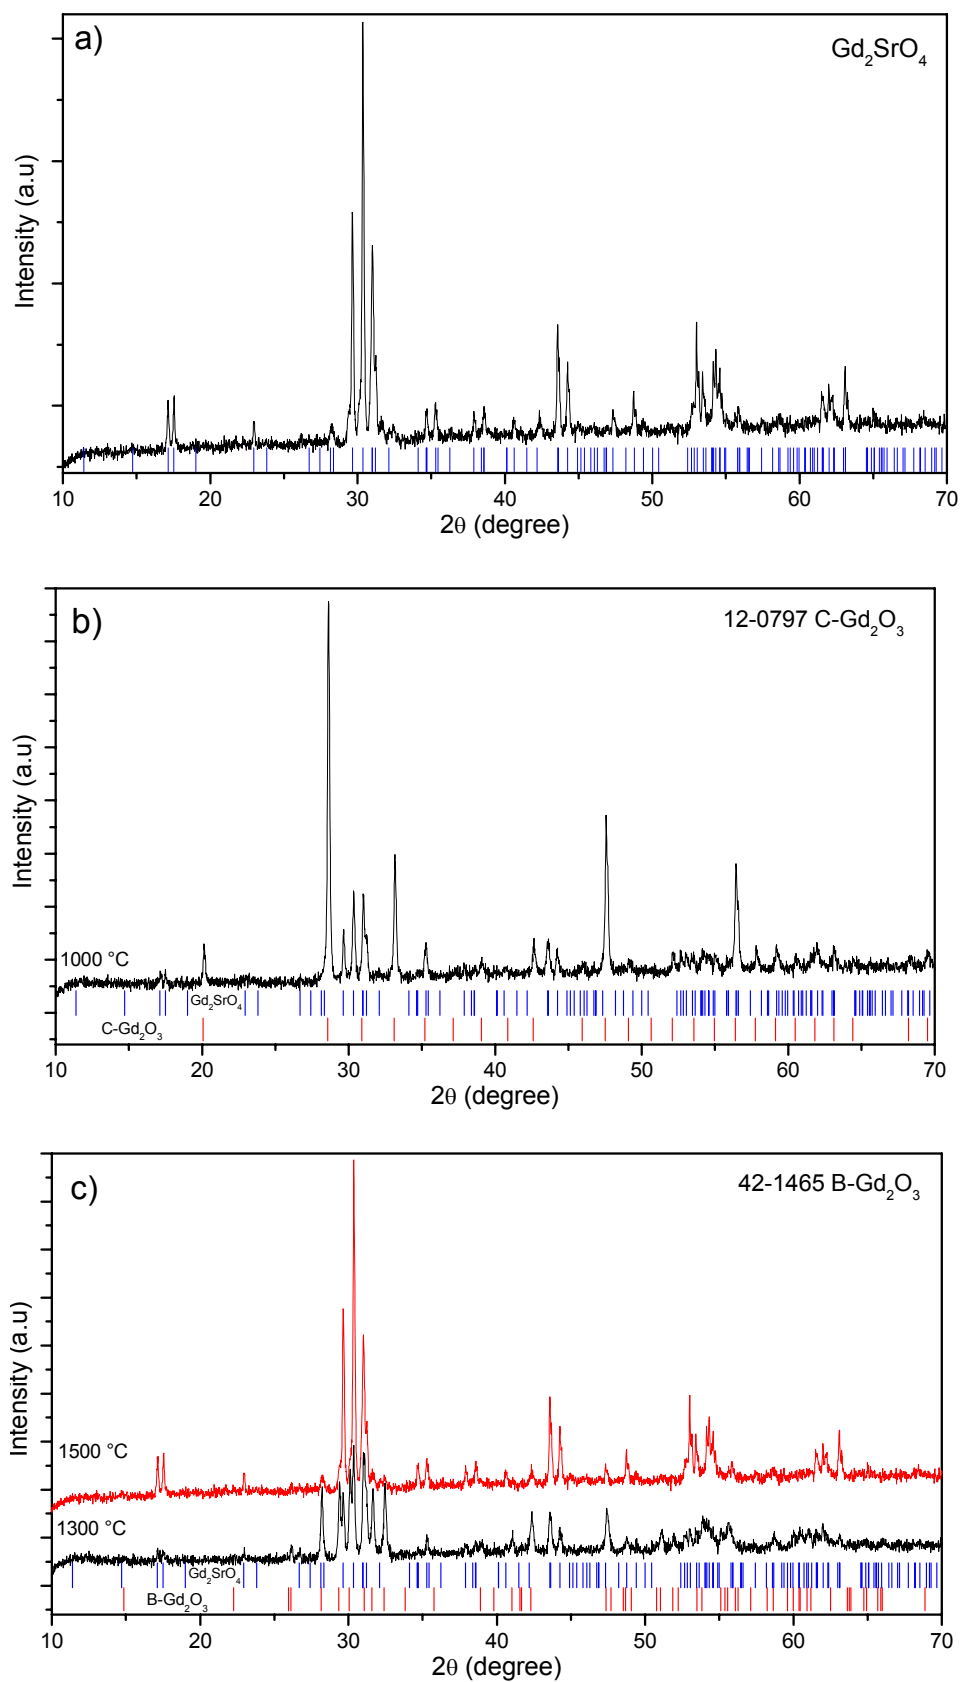 a)
Gd₂SrO₄
Intensity (a.u)
10 20 30 40 50 60 70
2θ (degree)
b)
12-0797 C-Gd₂O₃
Intensity (a.u)
1000 °C
Gd₂SrO₄
C-Gd₂O₃
10 20 30 40 50 60 70
2θ (degree)
c)
42-1465 B-Gd₂O₃
Intensity (a.u)
1500 °C
1300 °C
Gd₂SrO₄
B-Gd₂O₃
10 20 30 40 50 60 70
2θ (degree)